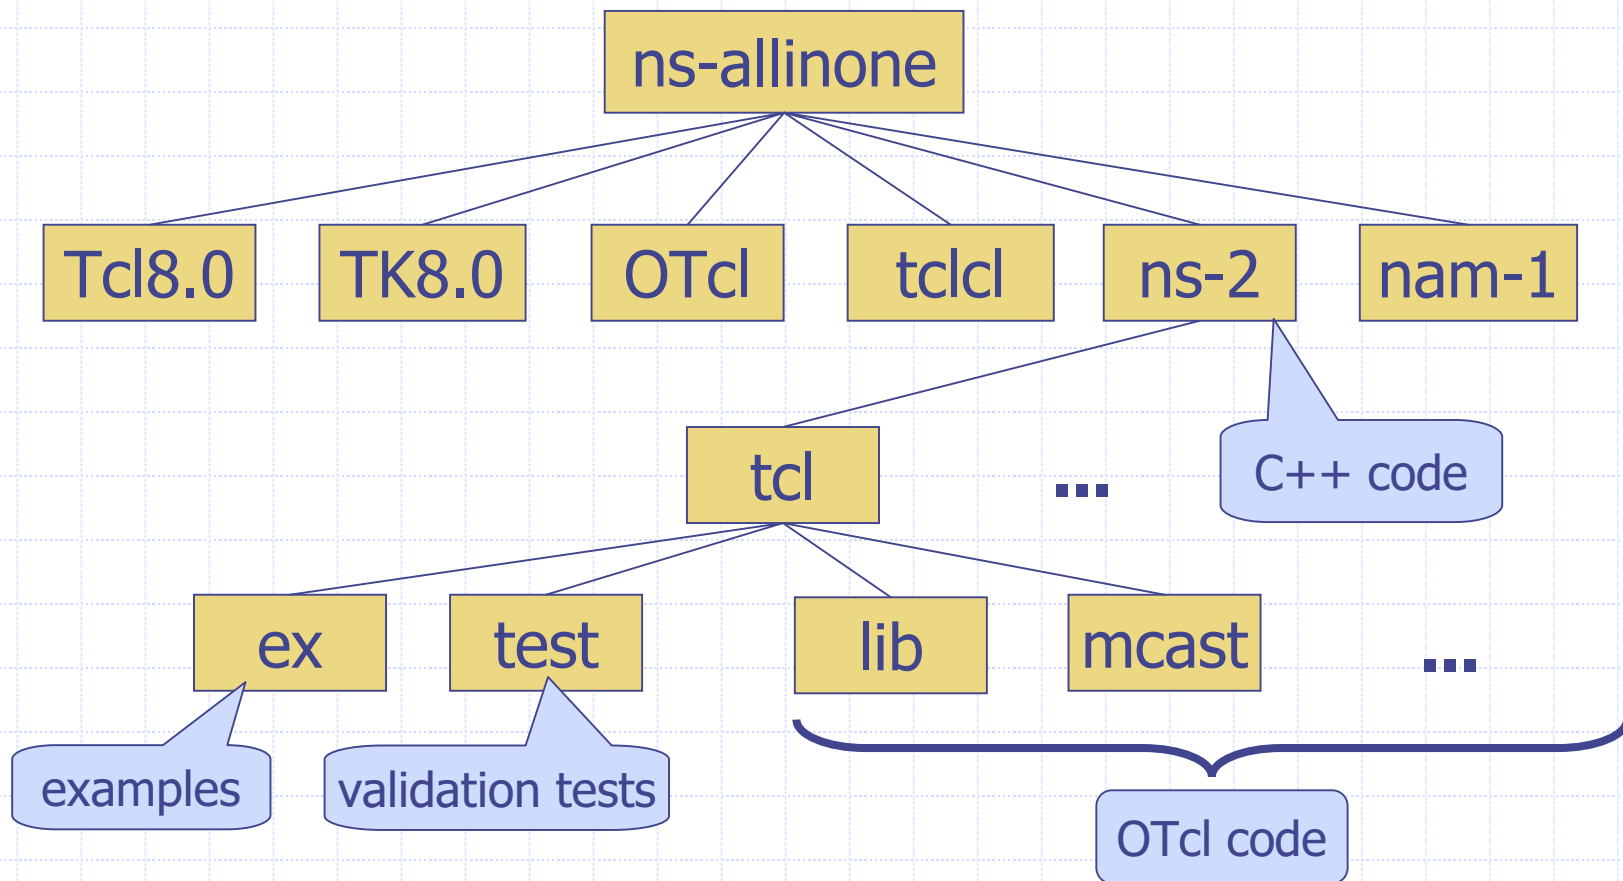 ns-allinone
Tcl8.0
TK8.0
OTcl
tclcl
ns-2
nam-1
tcl
...
C++ code
ex
test
lib
mcast
...
examples
validation tests
OTcl code